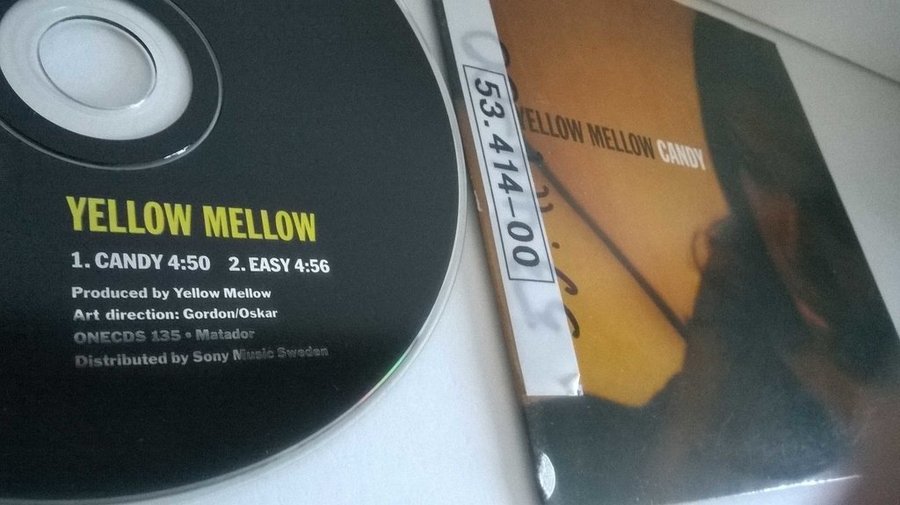 YELLOW MELLOW
1. CANDY 4:50 2. EASY 4:56
Produced by Yellow Mellow
Art direction: Gordon/Oskar
ONECDS 135 • Matador
Distributed by Sony Music Sweden
53.414-00
YELLOW MELLOW CANDY